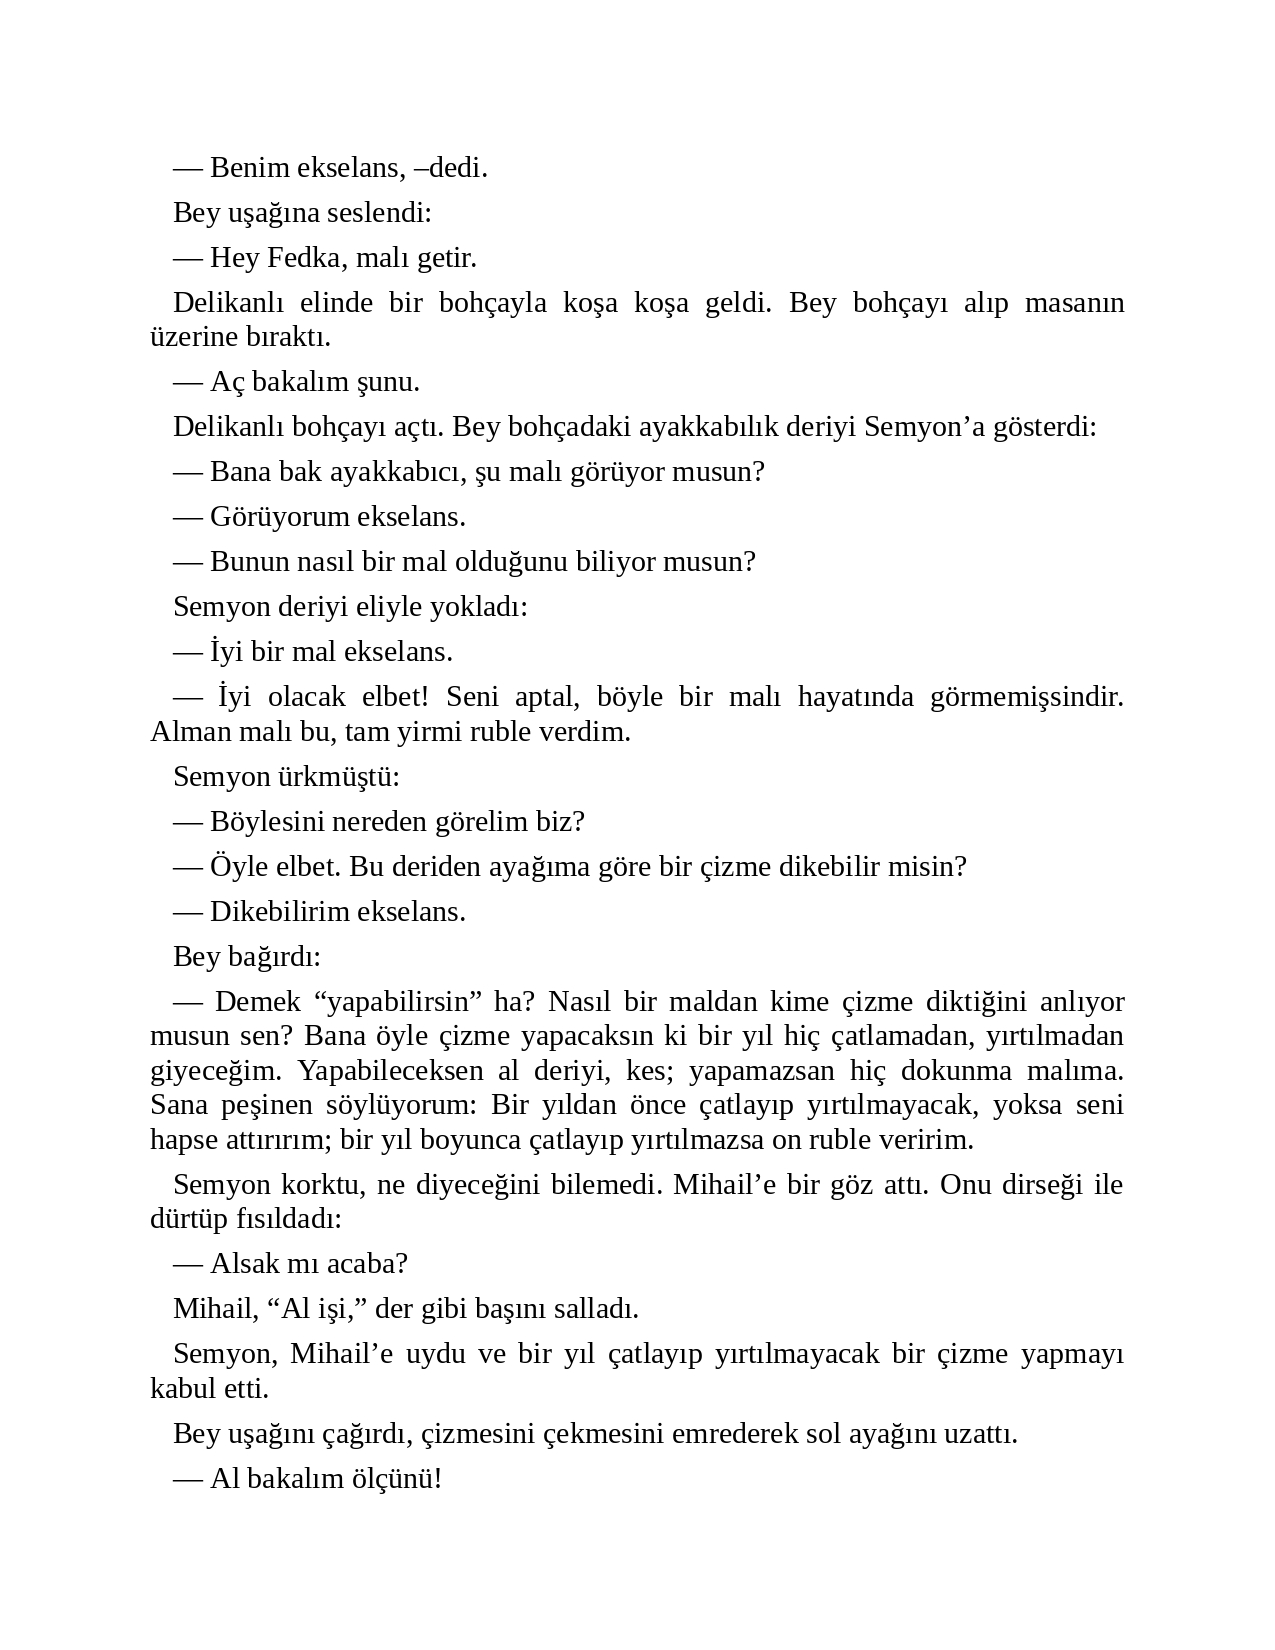 — Benim ekselans, –dedi.
Bey uşağına seslendi:
— Hey Fedka, malı getir.
Delikanlı elinde bir bohçayla koşa koşa geldi. Bey bohçayı alıp masanın
üzerine bıraktı.
— Aç bakalım şunu.
Delikanlı bohçayı açtı. Bey bohçadaki ayakkabılık deriyi Semyon’a gösterdi:
— Bana bak ayakkabıcı, şu malı görüyor musun?
— Görüyorum ekselans.
— Bunun nasıl bir mal olduğunu biliyor musun?
Semyon deriyi eliyle yokladı:
— İyi bir mal ekselans.
— İyi olacak elbet! Seni aptal, böyle bir malı hayatında görmemişsindir.
Alman malı bu, tam yirmi ruble verdim.
Semyon ürkmüştü:
— Böylesini nereden görelim biz?
— Öyle elbet. Bu deriden ayağıma göre bir çizme dikebilir misin?
— Dikebilirim ekselans.
Bey bağırdı:
— Demek “yapabilirsin” ha? Nasıl bir maldan kime çizme diktiğini anlıyor
musun sen? Bana öyle çizme yapacaksın ki bir yıl hiç çatlamadan, yırtılmadan
giyeceğim. Yapabileceksen al deriyi, kes; yapamazsan hiç dokunma malıma.
Sana peşinen söylüyorum: Bir yıldan önce çatlayıp yırtılmayacak, yoksa seni
hapse attırırım; bir yıl boyunca çatlayıp yırtılmazsa on ruble veririm.
Semyon korktu, ne diyeceğini bilemedi. Mihail’e bir göz attı. Onu dirseği ile
dürtüp fısıldadı:
— Alsak mı acaba?
Mihail, “Al işi,” der gibi başını salladı.
Semyon, Mihail’e uydu ve bir yıl çatlayıp yırtılmayacak bir çizme yapmayı
kabul etti.
Bey uşağını çağırdı, çizmesini çekmesini emrederek sol ayağını uzattı.
— Al bakalım ölçünü!